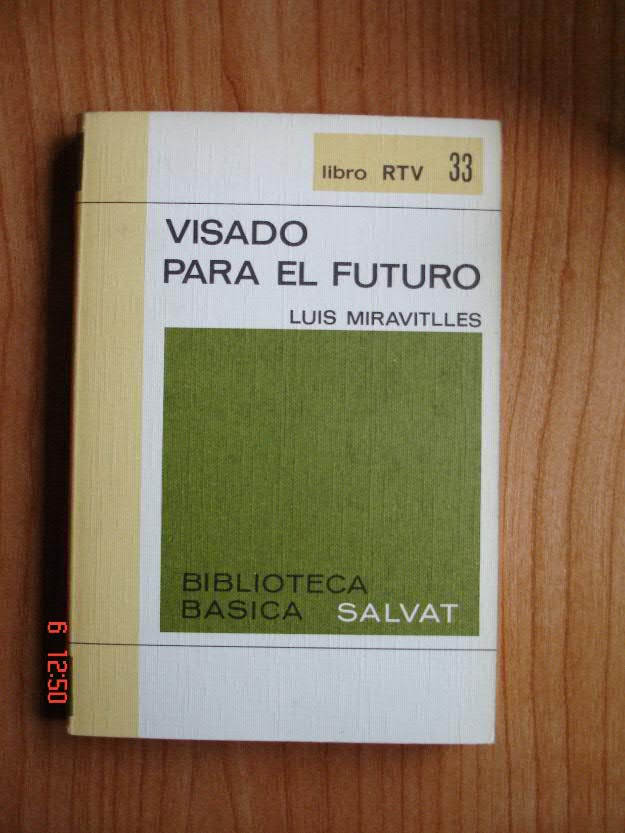 libro RTV 33
VISADO
PARA EL FUTURO
LUIS MIRAVITLLES
BIBLIOTECA
BASICA SALVAT
6 12:50